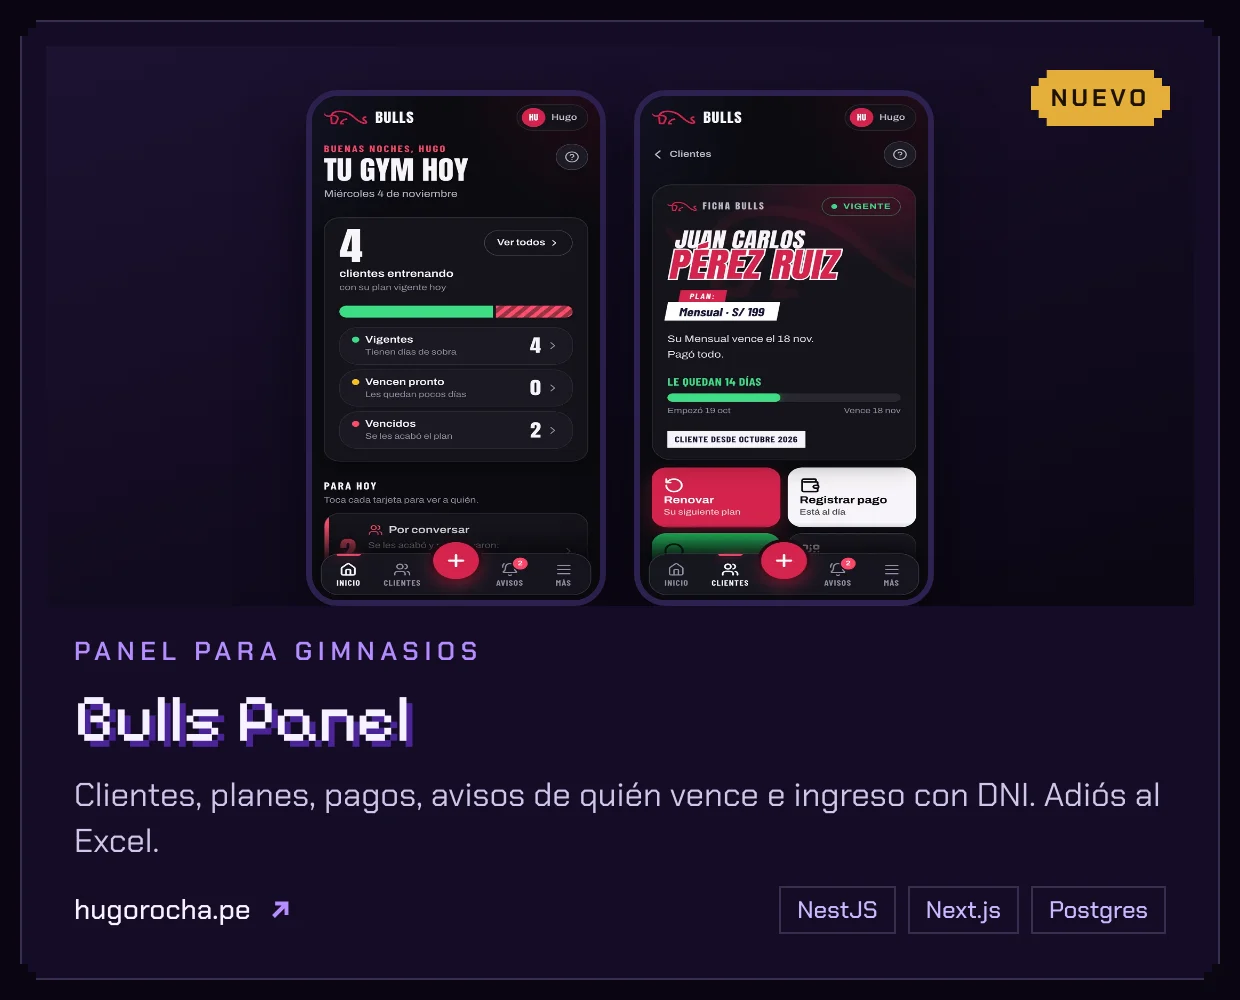 NUEVO
BULLS
HU Hugo
BUENAS NOCHES, HUGO
TU GYM HOY
Miércoles 4 de noviembre
4
Ver todos
clientes entrenando
con su plan vigente hoy
Vigentes
Tienen días de sobra
4
Vencen pronto
Les quedan pocos días
0
Vencidos
Se les acabó el plan
2
PARA HOY
Toca cada tarjeta para ver a quién.
Por conversar
2
Se les acabó y
INICIO
CLIENTES
2
AVISOS
MÁS
BULLS
HU Hugo
Clientes
FICHA BULLS
VIGENTE
JUAN CARLOS
PÉREZ RUIZ
PLAN:
Mensual · S/ 199
Su Mensual vence el 18 nov.
Pagó todo.
LE QUEDAN 14 DÍAS
Empezó 19 oct
Vence 18 nov
CLIENTE DESDE OCTUBRE 2026
Renovar
Su siguiente plan
Registrar pago
Está al día
INICIO
CLIENTES
2
AVISOS
MÁS
PANEL PARA GIMNASIOS
Bulls Panel
Clientes, planes, pagos, avisos de quién vence e ingreso con DNI. Adiós al
Excel.
hugorocha.pe
NestJS
Next.js
Postgres